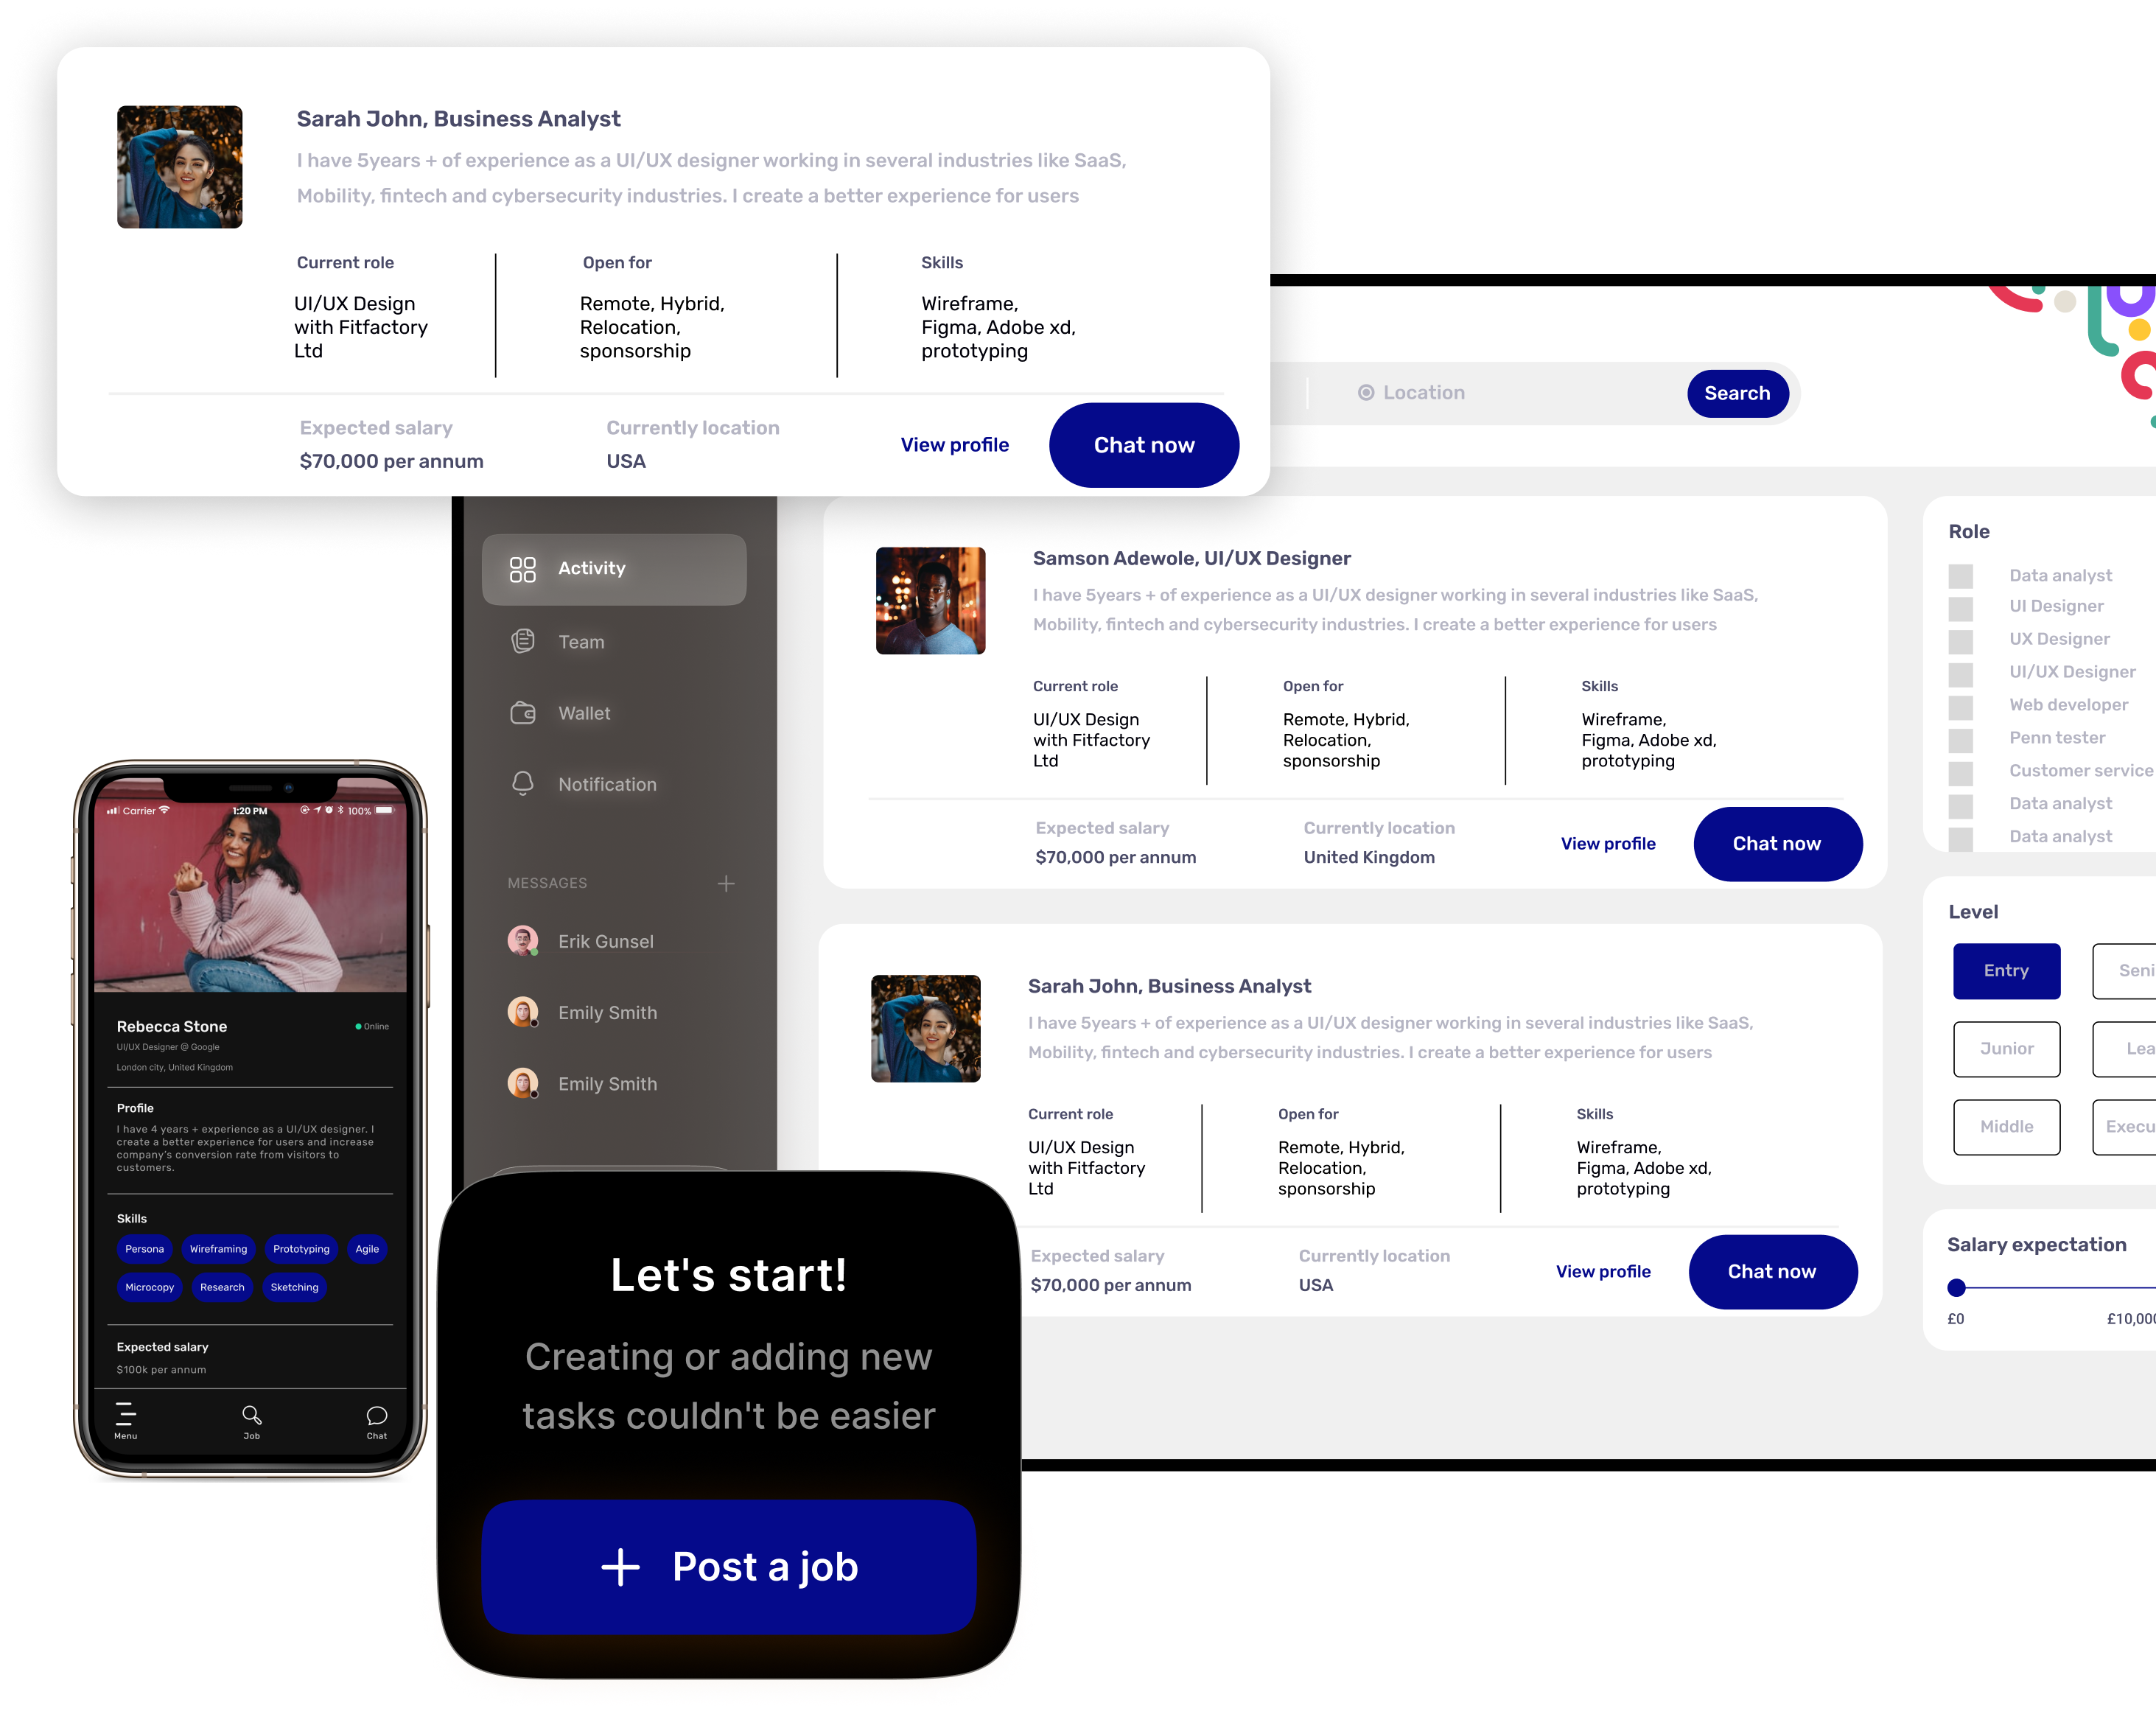 Sarah John, Business Analyst
I have 5years + of experience as a UI/UX designer working in several industries like SaaS,
Mobility, fintech and cybersecurity industries. I create a better experience for users
Current role
UI/UX Design
with Fitfactory
Ltd
Open for
Remote, Hybrid,
Relocation,
sponsorship
Skills
Wireframe,
Figma, Adobe xd,
prototyping
Expected salary
$70,000 per annum
Currently location
USA
View profile
Chat now
Location
Search
Activity
Team
Wallet
Notification
MESSAGES
Erik Gunsel
Emily Smith
Emily Smith
Samson Adewole, UI/UX Designer
I have 5years + of experience as a UI/UX designer working in several industries like SaaS,
Mobility, fintech and cybersecurity industries. I create a better experience for users
Current role
UI/UX Design
with Fitfactory
Ltd
Open for
Remote, Hybrid,
Relocation,
sponsorship
Skills
Wireframe,
Figma, Adobe xd,
prototyping
Expected salary
$70,000 per annum
Currently location
United Kingdom
View profile
Chat now
Sarah John, Business Analyst
I have 5years + of experience as a UI/UX designer working in several industries like SaaS,
Mobility, fintech and cybersecurity industries. I create a better experience for users
Current role
UI/UX Design
with Fitfactory
Ltd
Open for
Remote, Hybrid,
Relocation,
sponsorship
Skills
Wireframe,
Figma, Adobe xd,
prototyping
Expected salary
$70,000 per annum
Currently location
USA
View profile
Chat now
Role
Data analyst
UI Designer
UX Designer
UI/UX Designer
Web developer
Penn tester
Customer service
Data analyst
Data analyst
Level
Entry
Seni
Junior
Lea
Middle
Execu
Salary expectation
£0
£10,000
Carrier
1:20 PM
100%
Rebecca Stone
Online
UI/UX Designer @ Google
London city, United Kingdom
Profile
I have 4 years + experience as a UI/UX designer. I
create a better experience for users and increase
company's conversion rate from visitors to
customers.
Skills
Persona
Wireframing
Prototyping
Agile
Microcopy
Research
Sketching
Expected salary
$100k per annum
Menu
Job
Chat
Let's start!
Creating or adding new
tasks couldn't be easier
Post a job